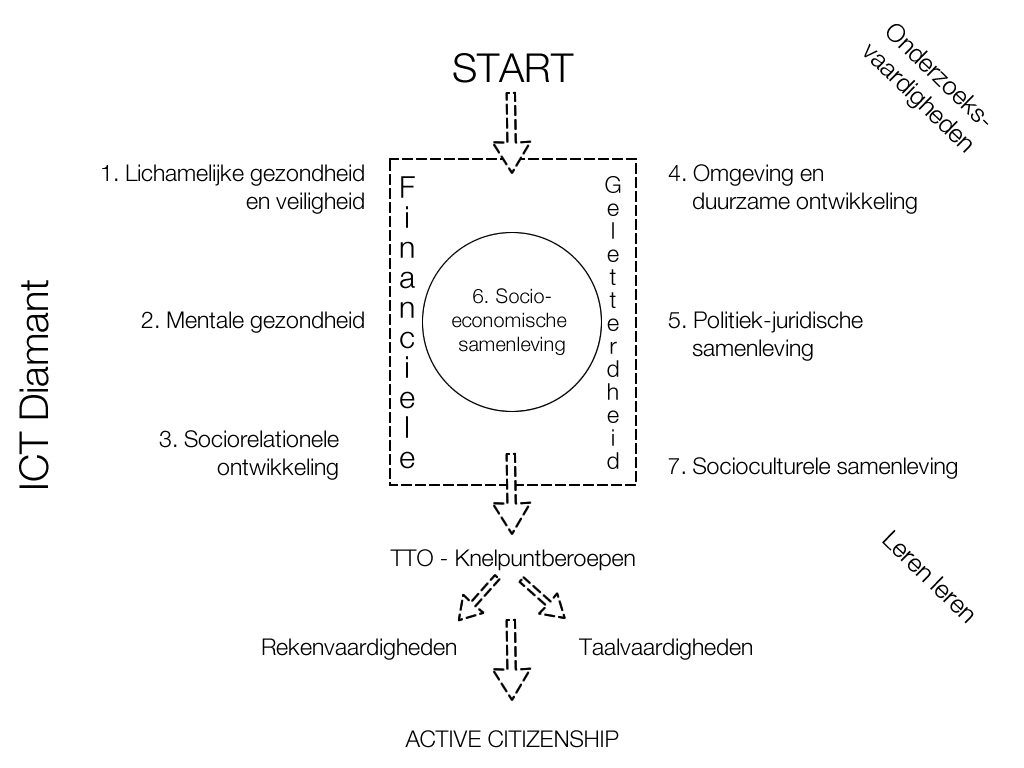 START
Onderzoeks-
vaardigheden
1. Lichamelijke gezondheid
en veiligheid
2. Mentale gezondheid
3. Sociorelationele
ontwikkeling
ICT Diamant
Financiele
Geletterdheid
6. Socio-
economische
samenleving
4. Omgeving en
duurzame ontwikkeling
5. Politiek-juridische
samenleving
7. Socioculturele samenleving
TTO - Knelpuntberoepen
Leren leren
Rekenvaardigheden
Taalvaardigheden
ACTIVE CITIZENSHIP